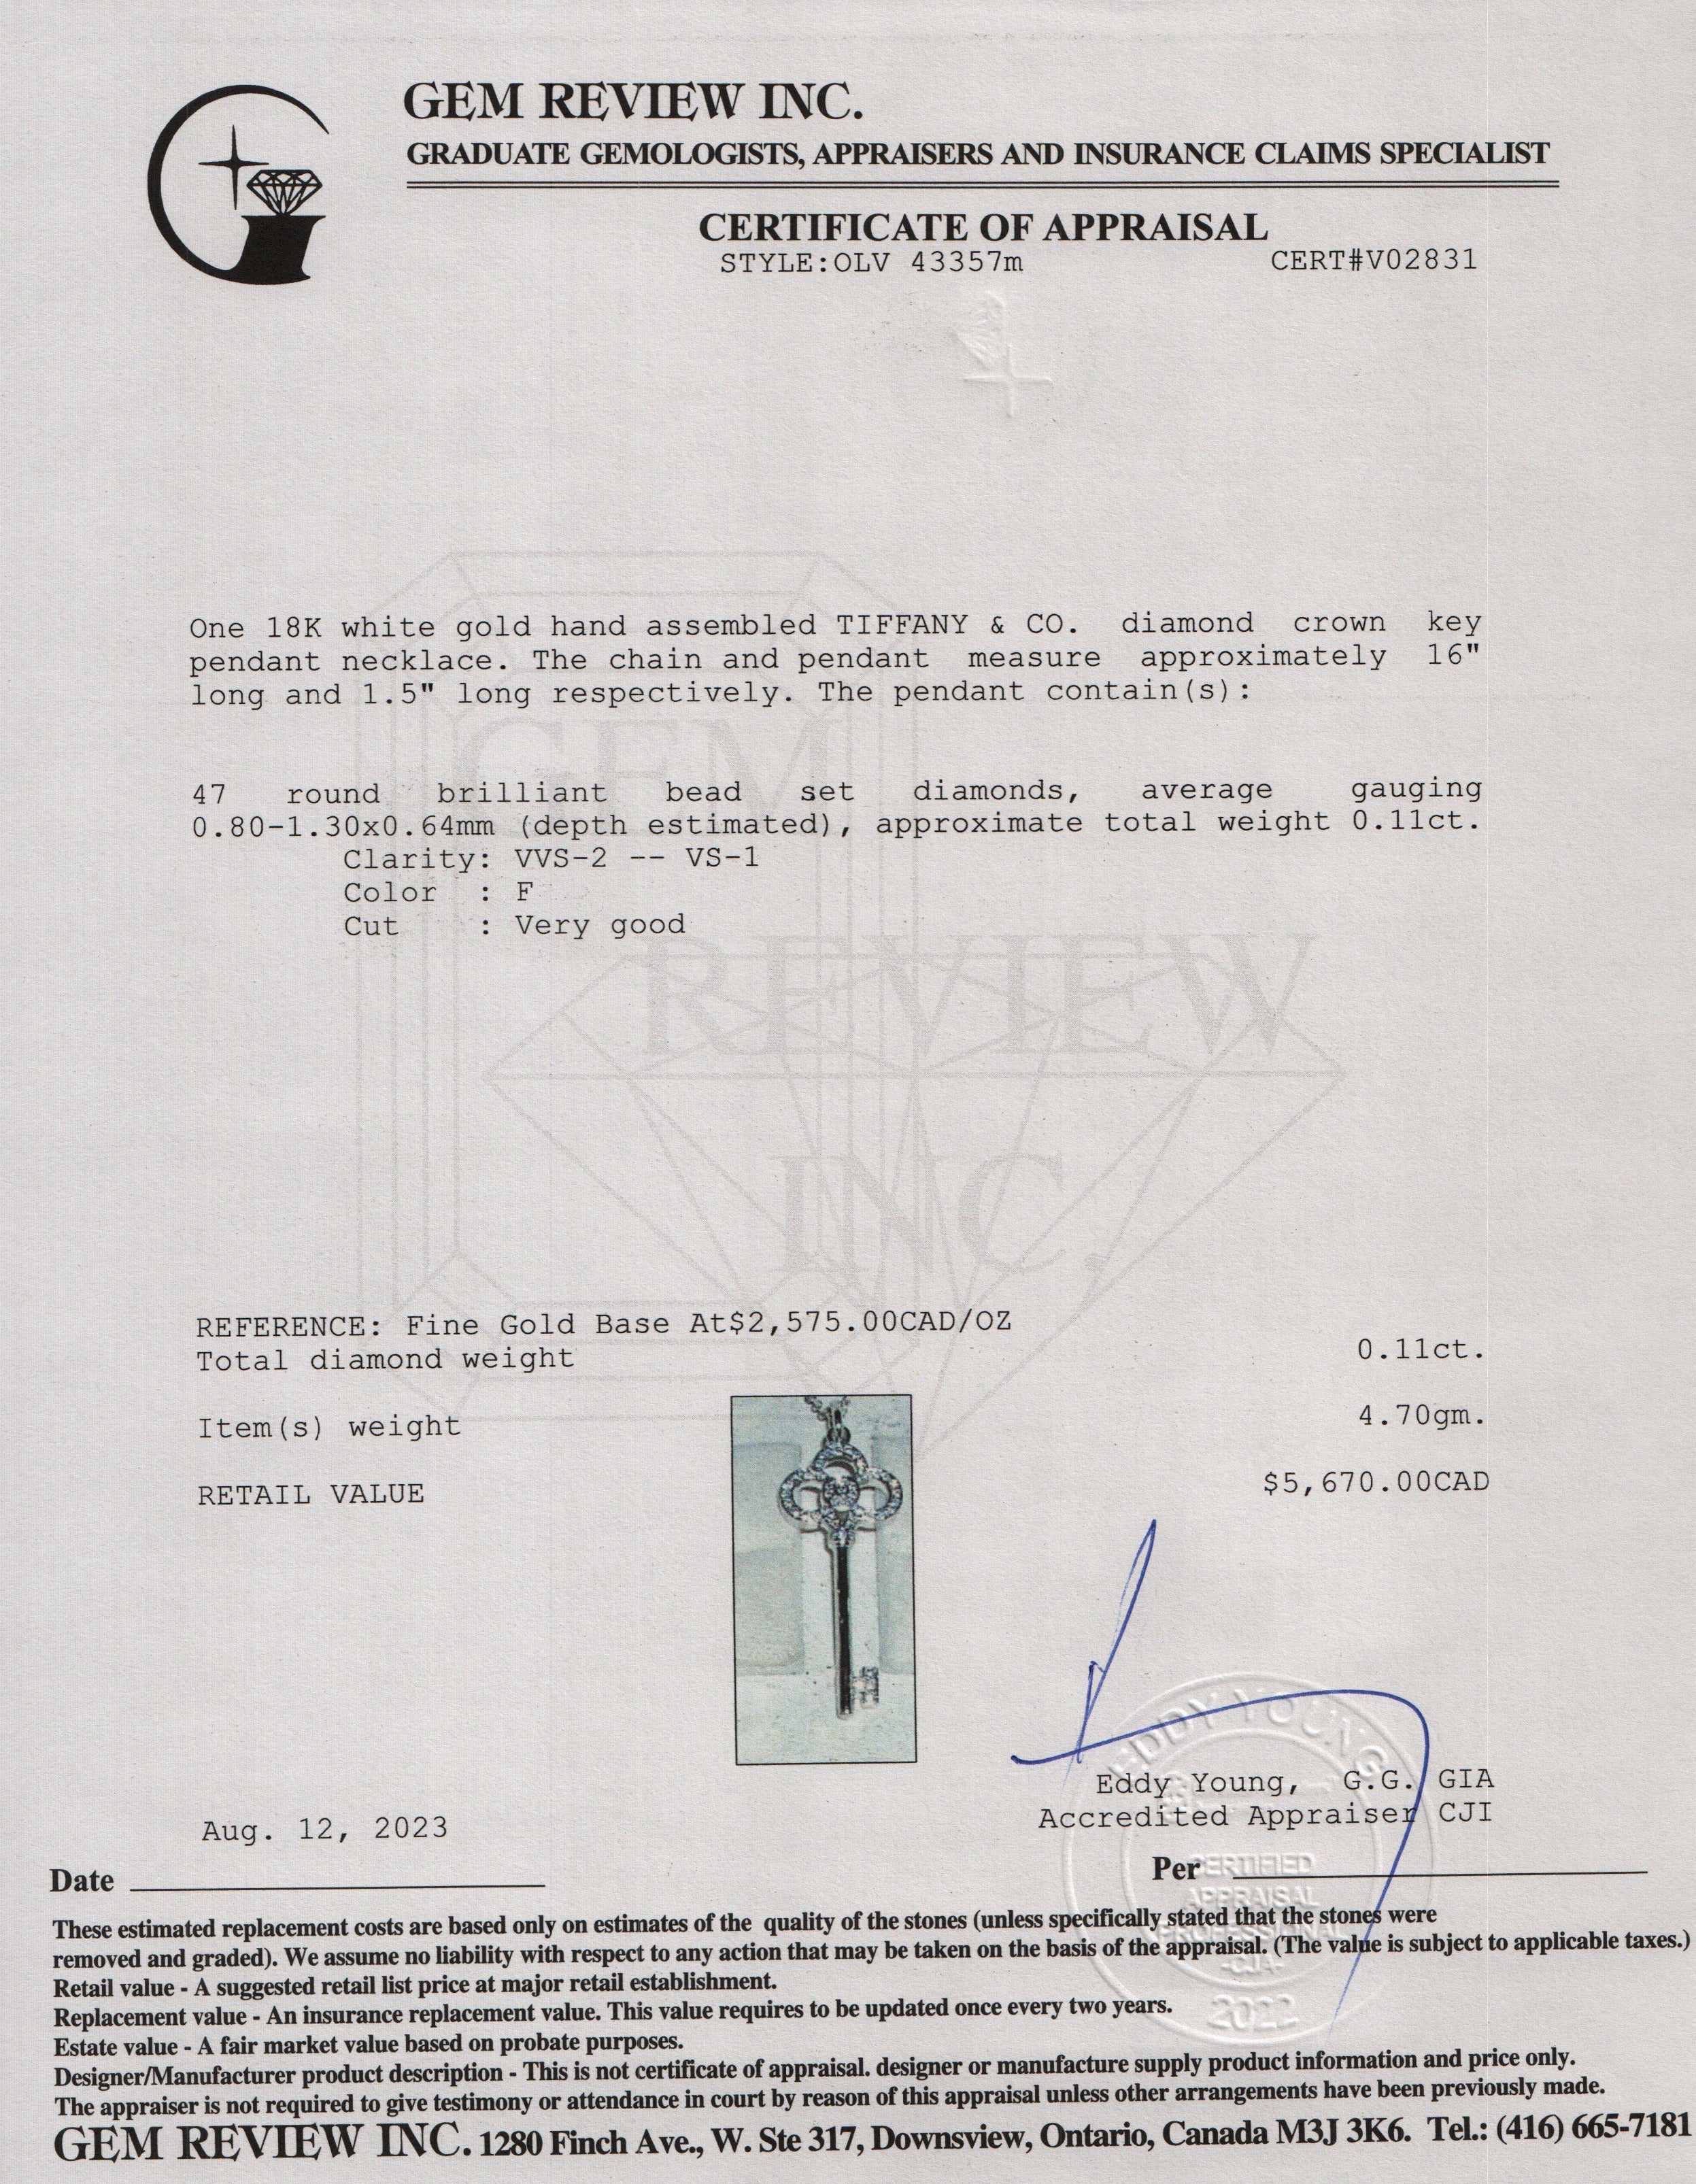 GEM REVIEW INC.
GRADUATE GEMOLOGISTS, APPRAISERS AND INSURANCE CLAIMS SPECIALIST
CERTIFICATE OF APPRAISAL
STYLE:OLV 43357m CERT#V02831
One 18K white gold hand assembled TIFFANY & CO. diamond crown key
pendant necklace. The chain and pendant measure approximately 16"
long and 1.5" long respectively. The pendant contain(s):
GEM
47 round brilliant bead set diamonds, average gauging
0.80-1.30x0.64mm (depth estimated), approximate total weight 0.11ct.
Clarity: VVS-2 -- VS-1
Color : F
Cut : Very good
REVIEW
INC.
REFERENCE: Fine Gold Base At$2,575.00CAD/OZ
Total diamond weight 0.11ct.
Item(s) weight 4.70gm.
RETAIL VALUE $5,670.00CAD
EDDY YOUNG
Eddy Young, G.G. GIA
Accredited Appraiser CJI
Aug. 12, 2023
Date
Per
CERTIFIED
APPRAISAL
PROFESSIONAL
-CJA-
2022
These estimated replacement costs are based only on estimates of the quality of the stones (unless specifically stated that the stones were
removed and graded). We assume no liability with respect to any action that may be taken on the basis of the appraisal. (The value is subject to applicable taxes.)
Retail value - A suggested retail list price at major retail establishment.
Replacement value - An insurance replacement value. This value requires to be updated once every two years.
Estate value - A fair market value based on probate purposes.
Designer/Manufacturer product description - This is not certificate of appraisal. designer or manufacture supply product information and price only.
The appraiser is not required to give testimony or attendance in court by reason of this appraisal unless other arrangements have been previously made.
GEM REVIEW INC. 1280 Finch Ave., W. Ste 317, Downsview, Ontario, Canada M3J 3K6. Tel.: (416) 665-7181